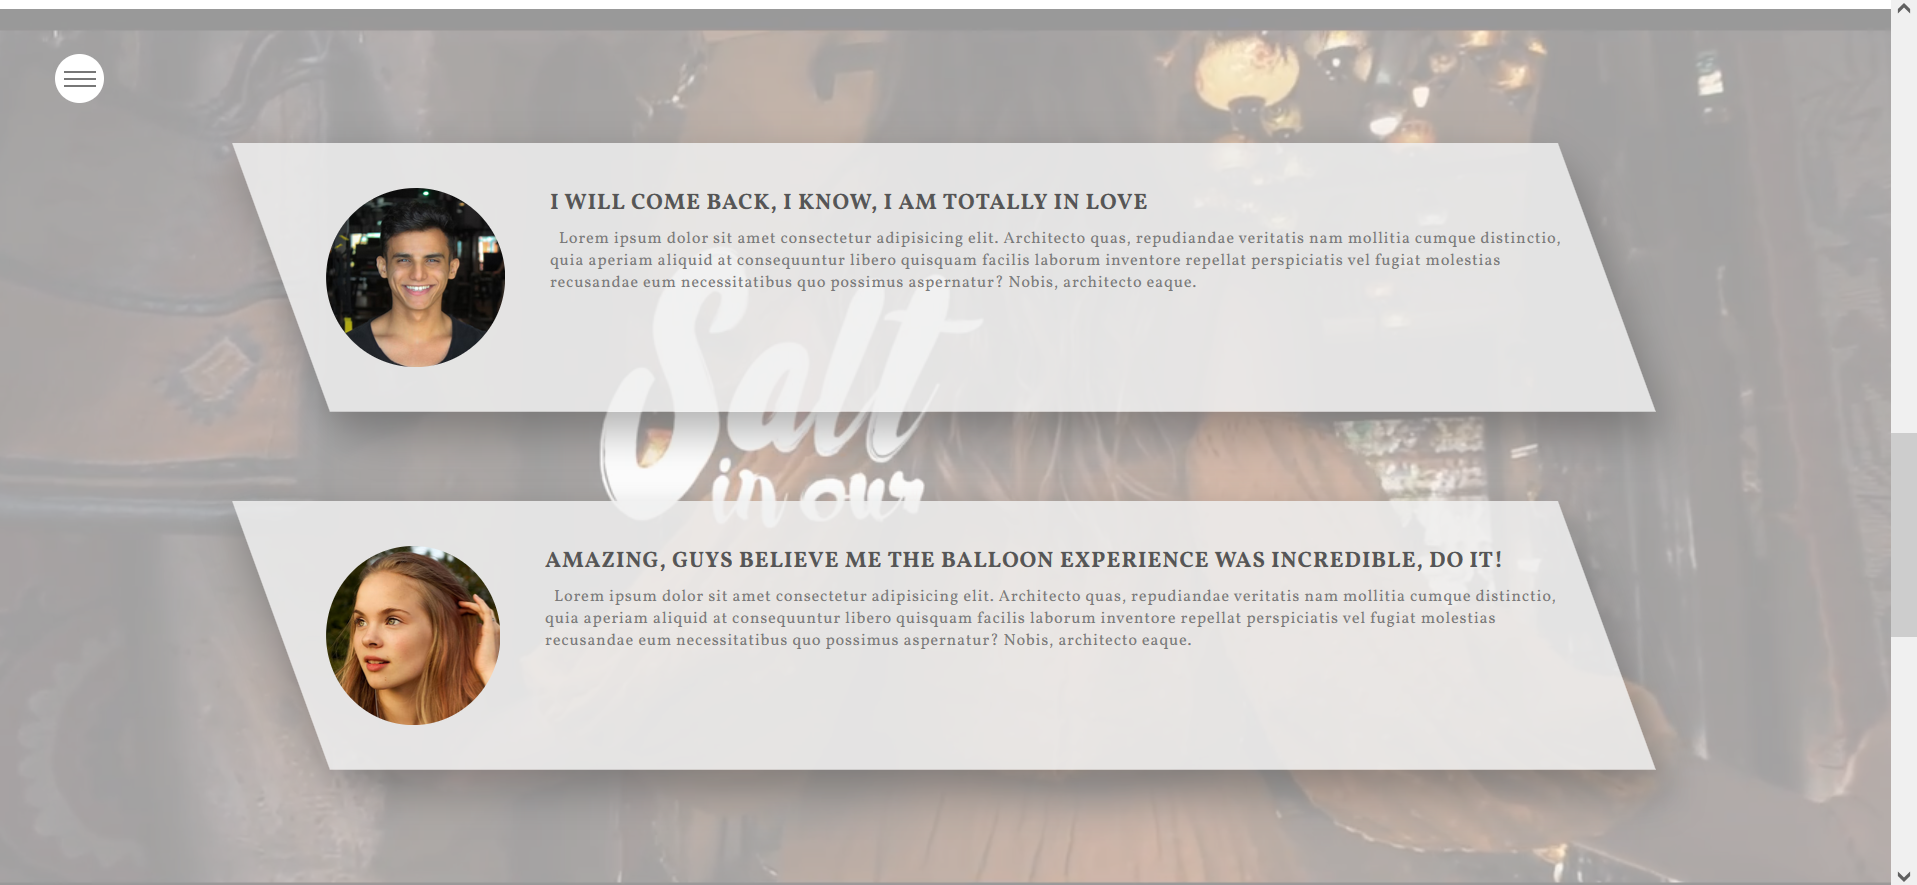 I WILL COME BACK, I KNOW, I AM TOTALLY IN LOVE
Lorem ipsum dolor sit amet consectetur adipisicing elit. Architecto quas, repudiandae veritatis nam mollitia cumque distinctio,
quia aperiam aliquid at consequuntur libero quisquam facilis laborum inventore repellat perspiciatis vel fugiat molestias
recusandae eum necessitatibus quo possimus aspernatur? Nobis, architecto eaque.
Salt
in our
AMAZING, GUYS BELIEVE ME THE BALLOON EXPERIENCE WAS INCREDIBLE, DO IT!
Lorem ipsum dolor sit amet consectetur adipisicing elit. Architecto quas, repudiandae veritatis nam mollitia cumque distinctio,
quia aperiam aliquid at consequuntur libero quisquam facilis laborum inventore repellat perspiciatis vel fugiat molestias
recusandae eum necessitatibus quo possimus aspernatur? Nobis, architecto eaque.